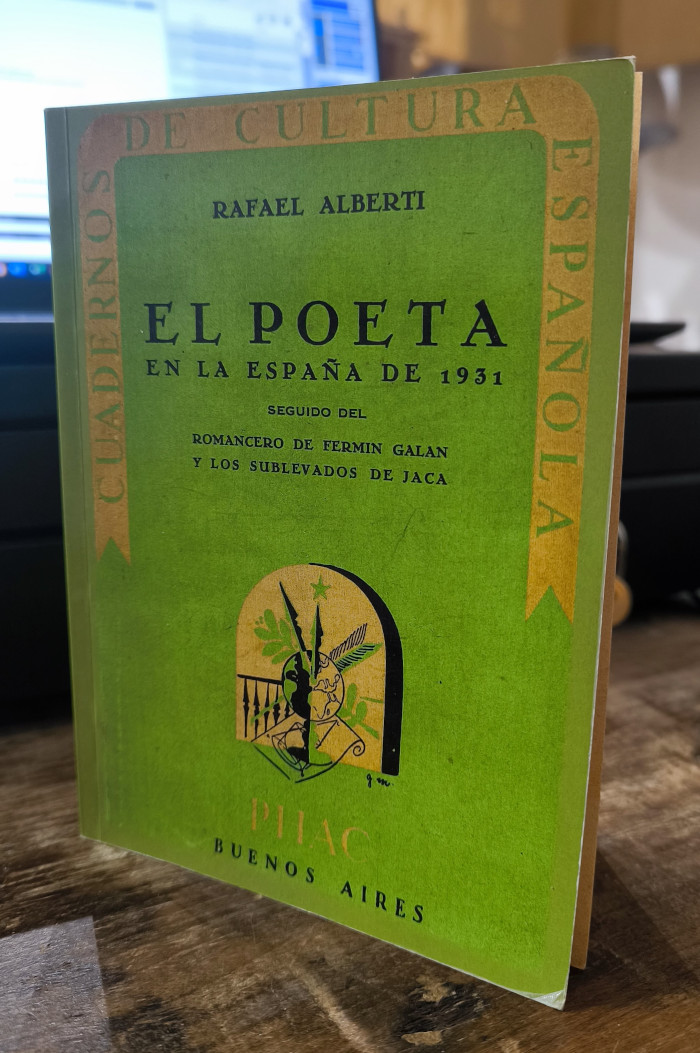 CUADERNOS DE CULTURA ESPAÑOLA
RAFAEL ALBERTI
EL POETA
EN LA ESPAÑA DE 1931
SEGUIDO DEL
ROMANCERO DE FERMIN GALAN
Y LOS SUBLEVADOS DE JACA
g m.
PHAC
BUENOS AIRES